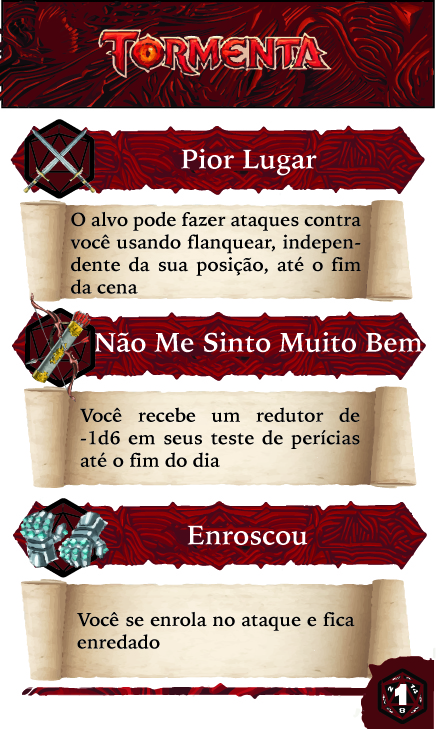 TORMENTA
Pior Lugar
O alvo pode fazer ataques contra
você usando flanquear, indepen-
dente da sua posição, até o fim
da cena
Não Me Sinto Muito Bem
Você recebe um redutor de
-1d6 em seus teste de perícias
até o fim do dia
Enroscou
Você se enrola no ataque e fica
enredado
1